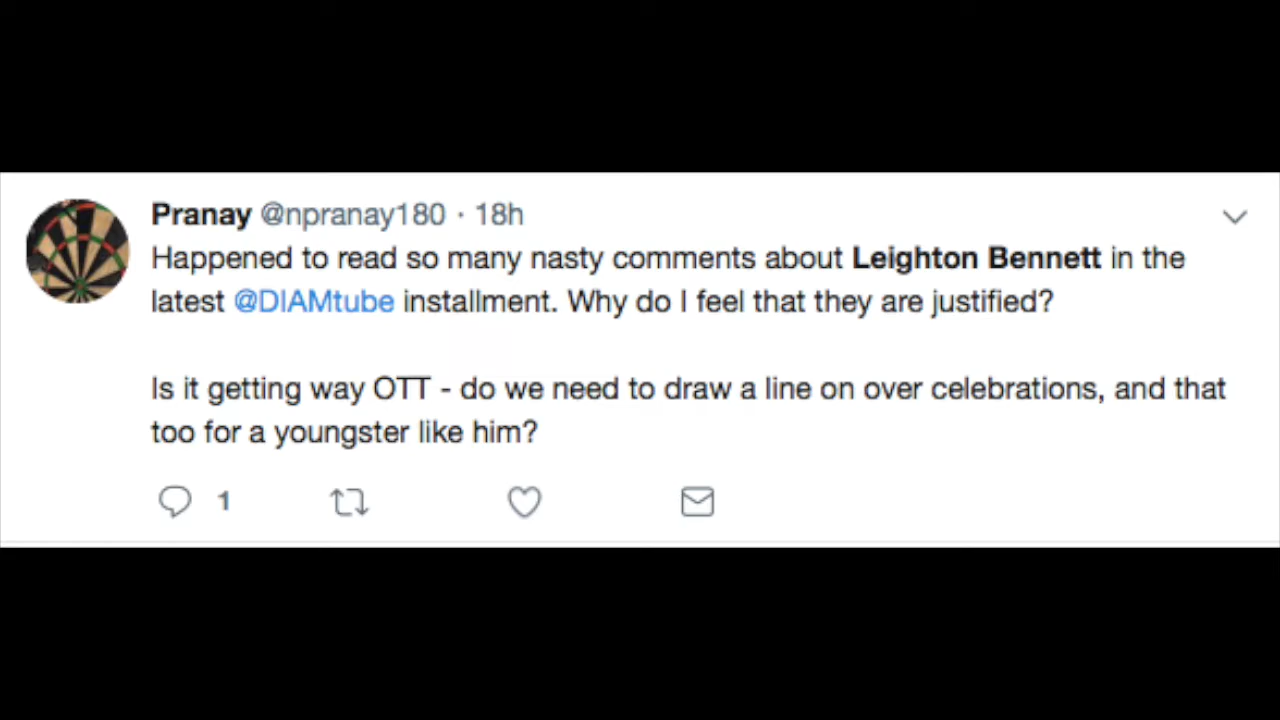 Pranay @npranay180 · 18h
Happened to read so many nasty comments about Leighton Bennett in the
latest @DIAMtube installment. Why do I feel that they are justified?
Is it getting way OTT - do we need to draw a line on over celebrations, and that
too for a youngster like him?
1